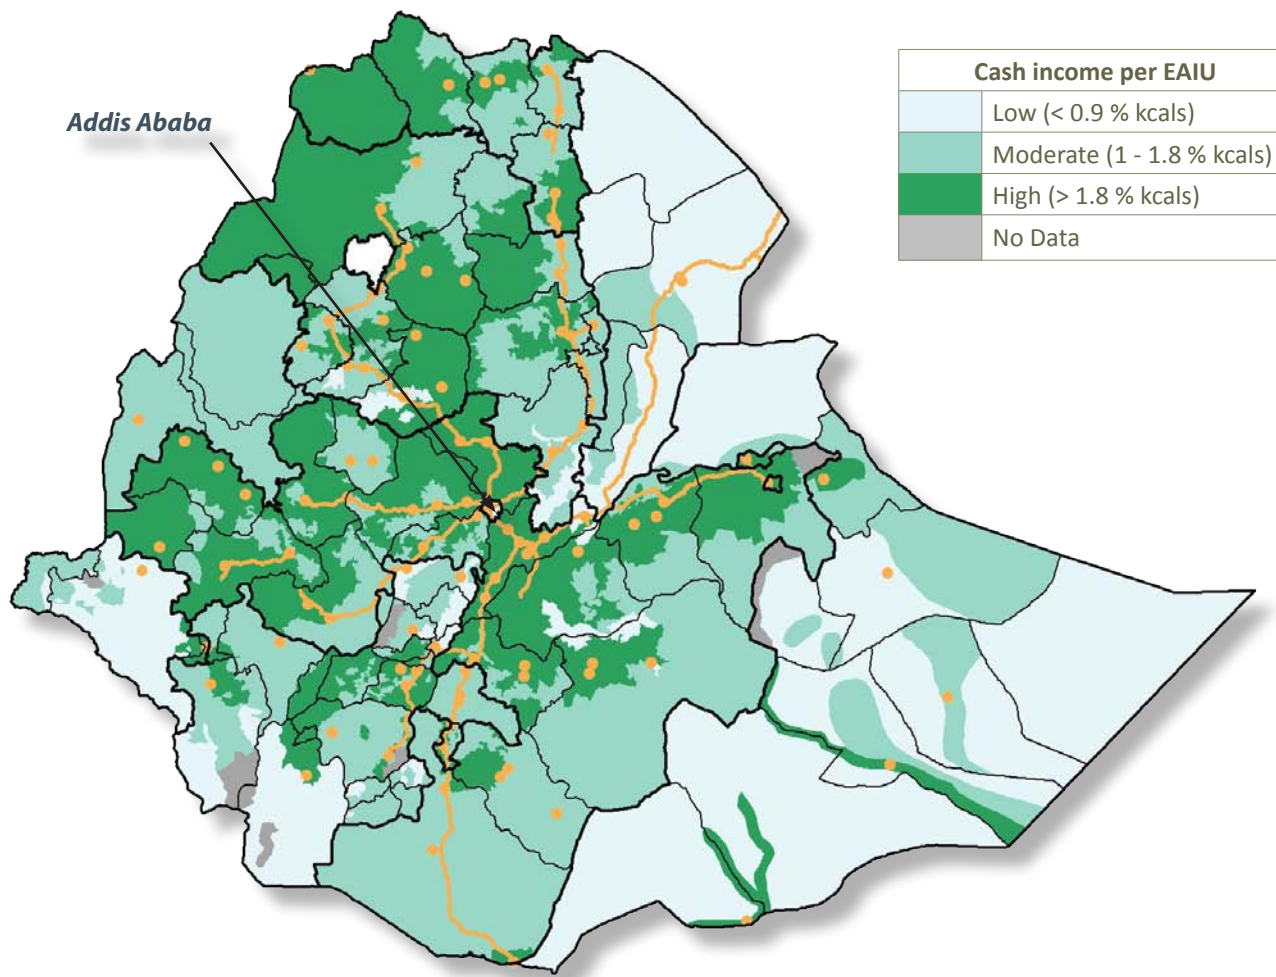 Cash income per EAIU
Addis Ababa
Low (< 0.9 % kcals)
Moderate (1 - 1.8 % kcals)
High (> 1.8 % kcals)
No Data